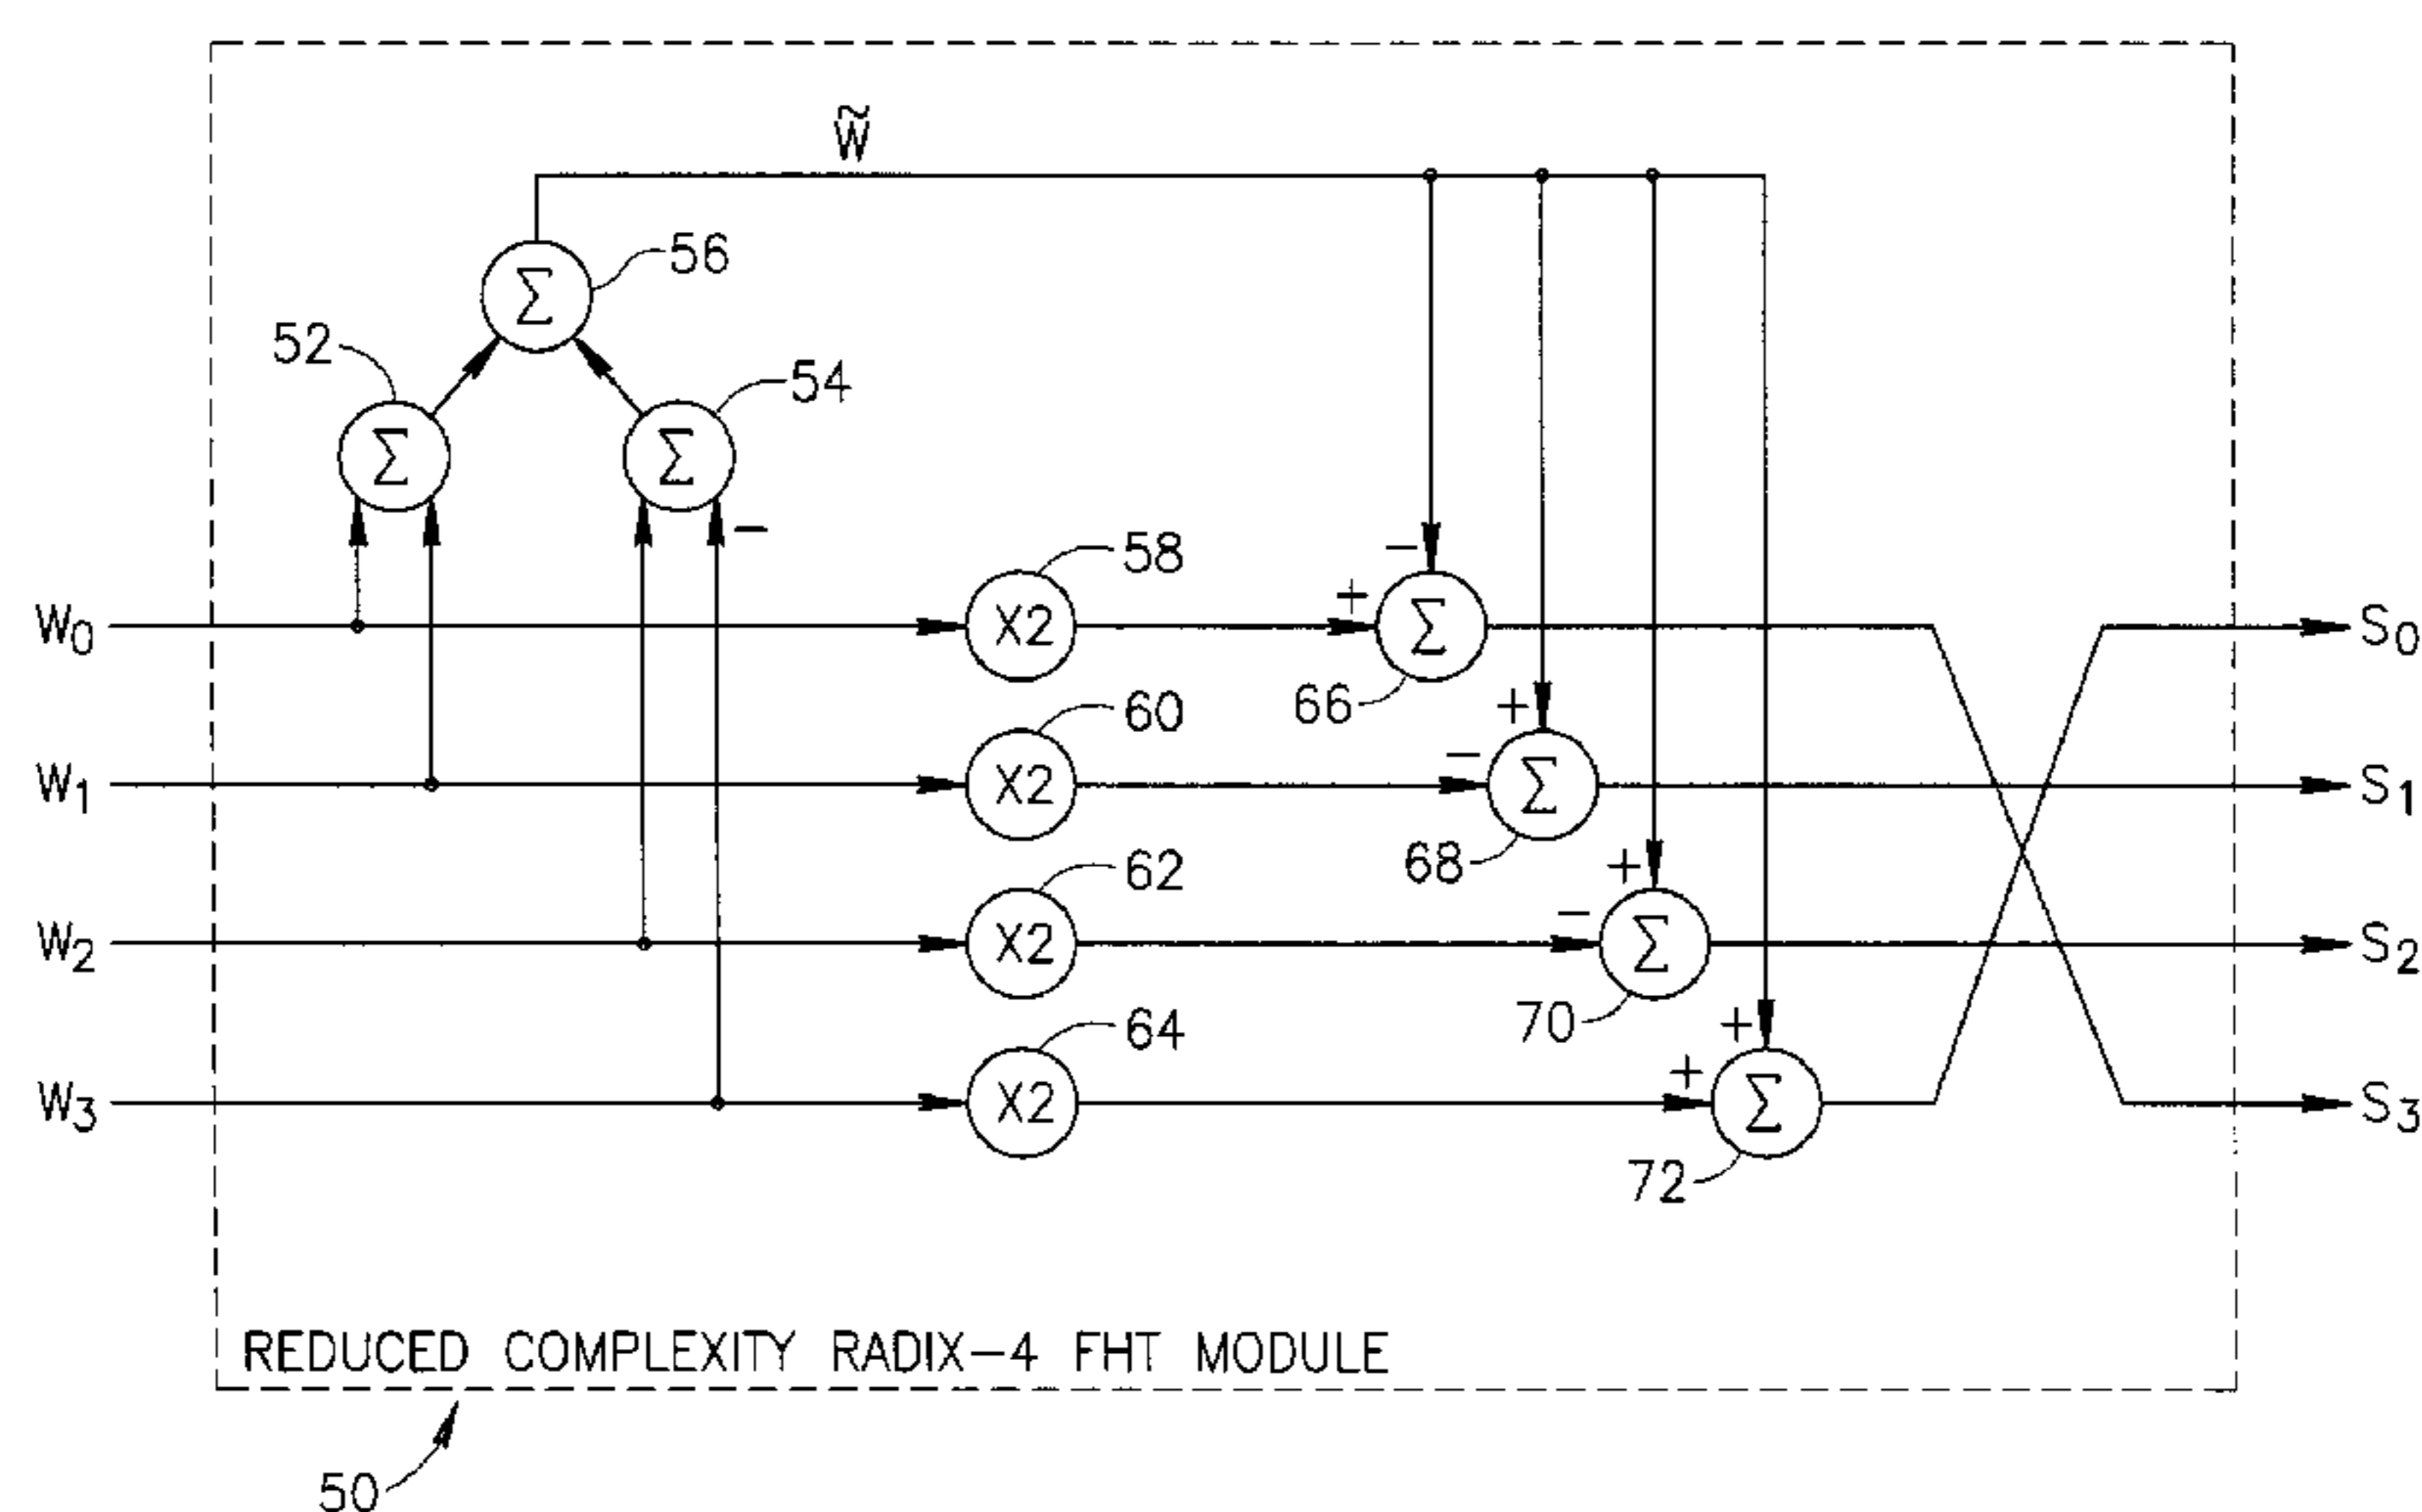 W̃
Σ 56
52 Σ
Σ 54
-
W0 X2 58 + - Σ 66 S0
W1 X2 60 - + Σ 68 S1
W2 X2 62 - + Σ 70 S2
W3 X2 64 + + Σ 72 S3
REDUCED COMPLEXITY RADIX-4 FHT MODULE
50